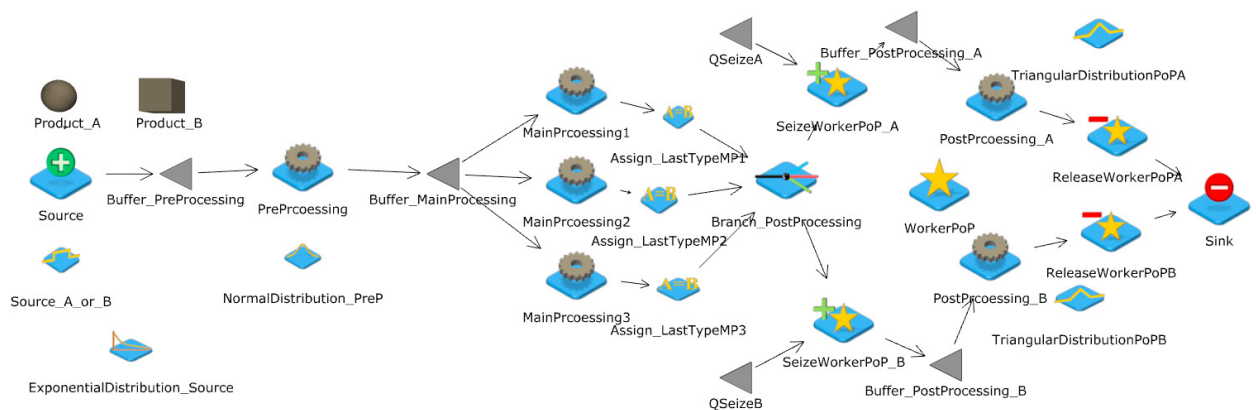 QSeizeA
Buffer_PostProcessing_A
TriangularDistributionPoPA
Product_A
Product_B
MainPrcoessing1
A=B
Assign_LastTypeMP1
SeizeWorkerPoP_A
PostPrcoessing_A
ReleaseWorkerPoPA
Source
Buffer_PreProcessing
PrePrcoessing
Buffer_MainProcessing
MainPrcoessing2
A=B
Assign_LastTypeMP2
Branch_PostProcessing
WorkerPoP
Sink
Source_A_or_B
NormalDistribution_PreP
MainPrcoessing3
A=B
Assign_LastTypeMP3
PostPrcoessing_B
ReleaseWorkerPoPB
TriangularDistributionPoPB
ExponentialDistribution_Source
QSeizeB
SeizeWorkerPoP_B
Buffer_PostProcessing_B